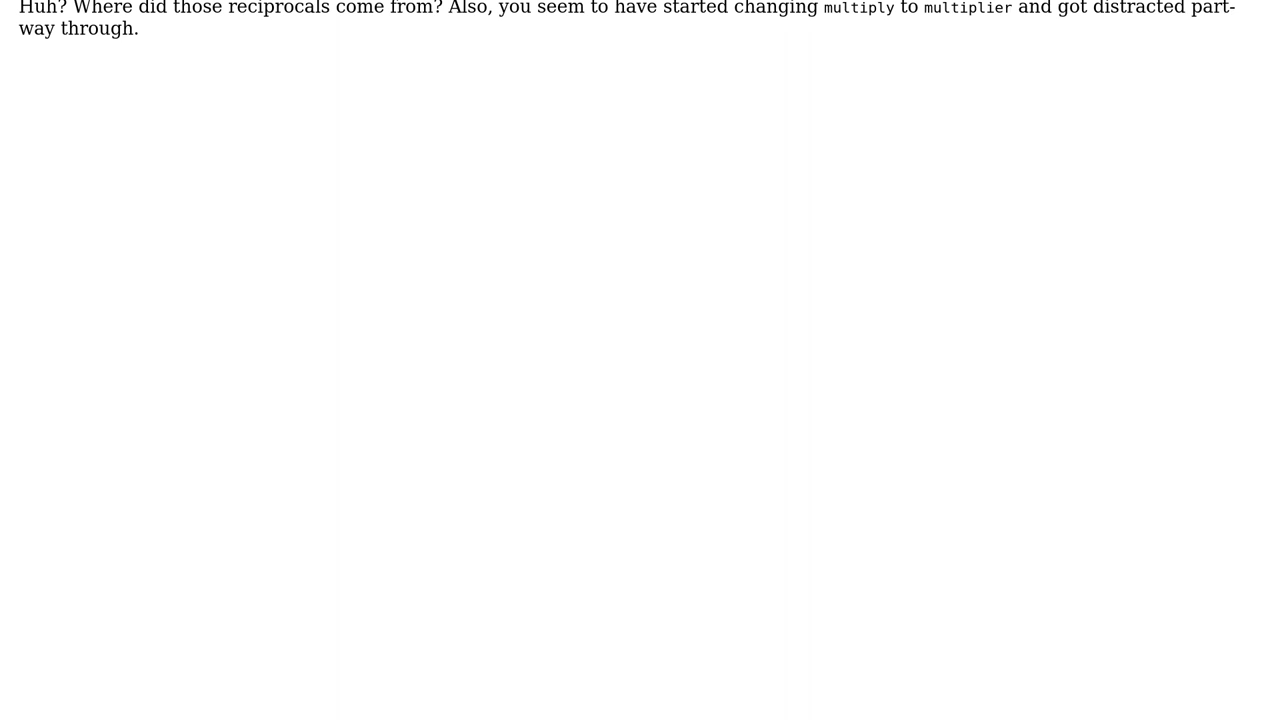 Huh? Where did those reciprocals come from? Also, you seem to have started changing multiply to multiplier and got distracted part-
way through.